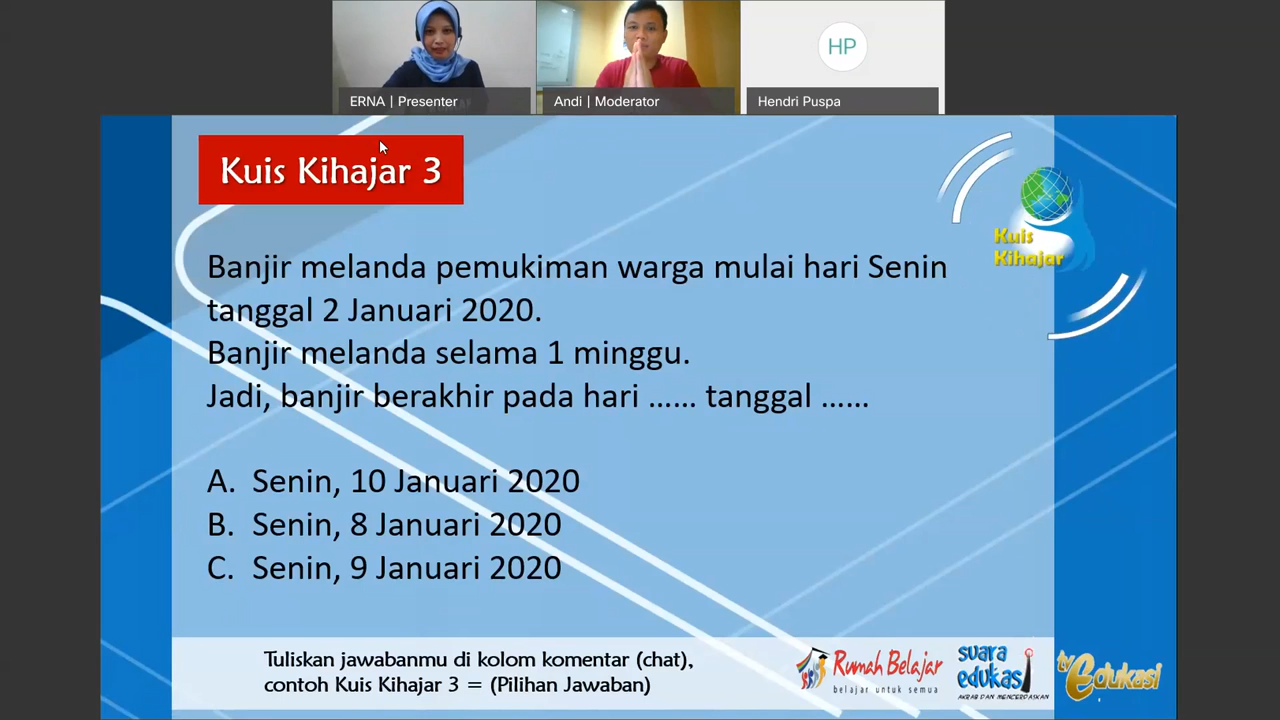 ERNA | Presenter
Andi | Moderator
HP
Hendri Puspa
Kuis Kihajar 3
Kuis
Kihajar
Banjir melanda pemukiman warga mulai hari Senin
tanggal 2 Januari 2020.
Banjir melanda selama 1 minggu.
Jadi, banjir berakhir pada hari ...... tanggal ......
A. Senin, 10 Januari 2020
B. Senin, 8 Januari 2020
C. Senin, 9 Januari 2020
Tuliskan jawabanmu di kolom komentar (chat),
contoh Kuis Kihajar 3 = (Pilihan Jawaban)
Rumah Belajar
belajar untuk semua
suara
edukasi
AKRAB DAN MENCERDASKAN
tv
edukasi